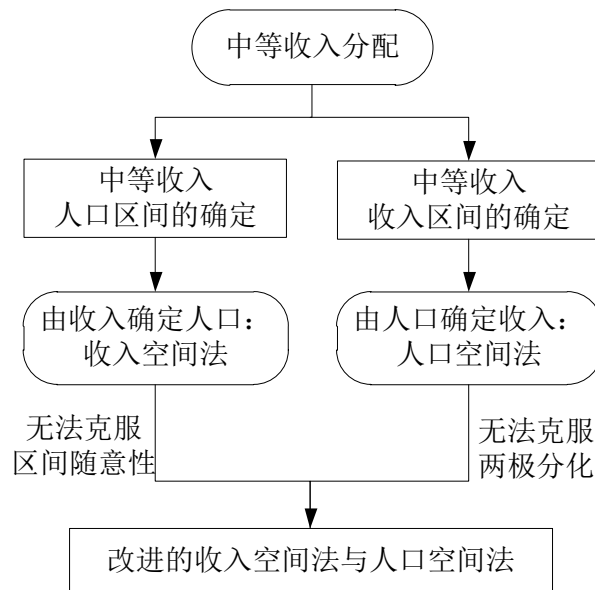 中等收入分配
中等收入
人口区间的确定
中等收入
收入区间的确定
由收入确定人口：
收入空间法
由人口确定收入：
人口空间法
无法克服
区间随意性
无法克服
两极分化
改进的收入空间法与人口空间法